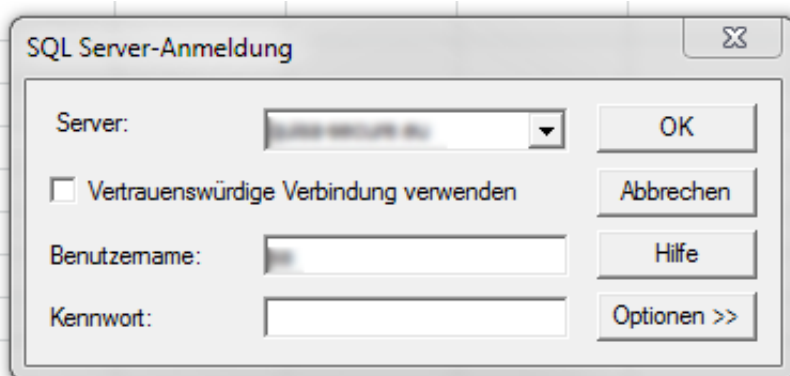 SQL Server-Anmeldung
Server:
OK
Vertrauenswürdige Verbindung verwenden
Abbrechen
Benutzername:
Hilfe
Kennwort:
Optionen >>